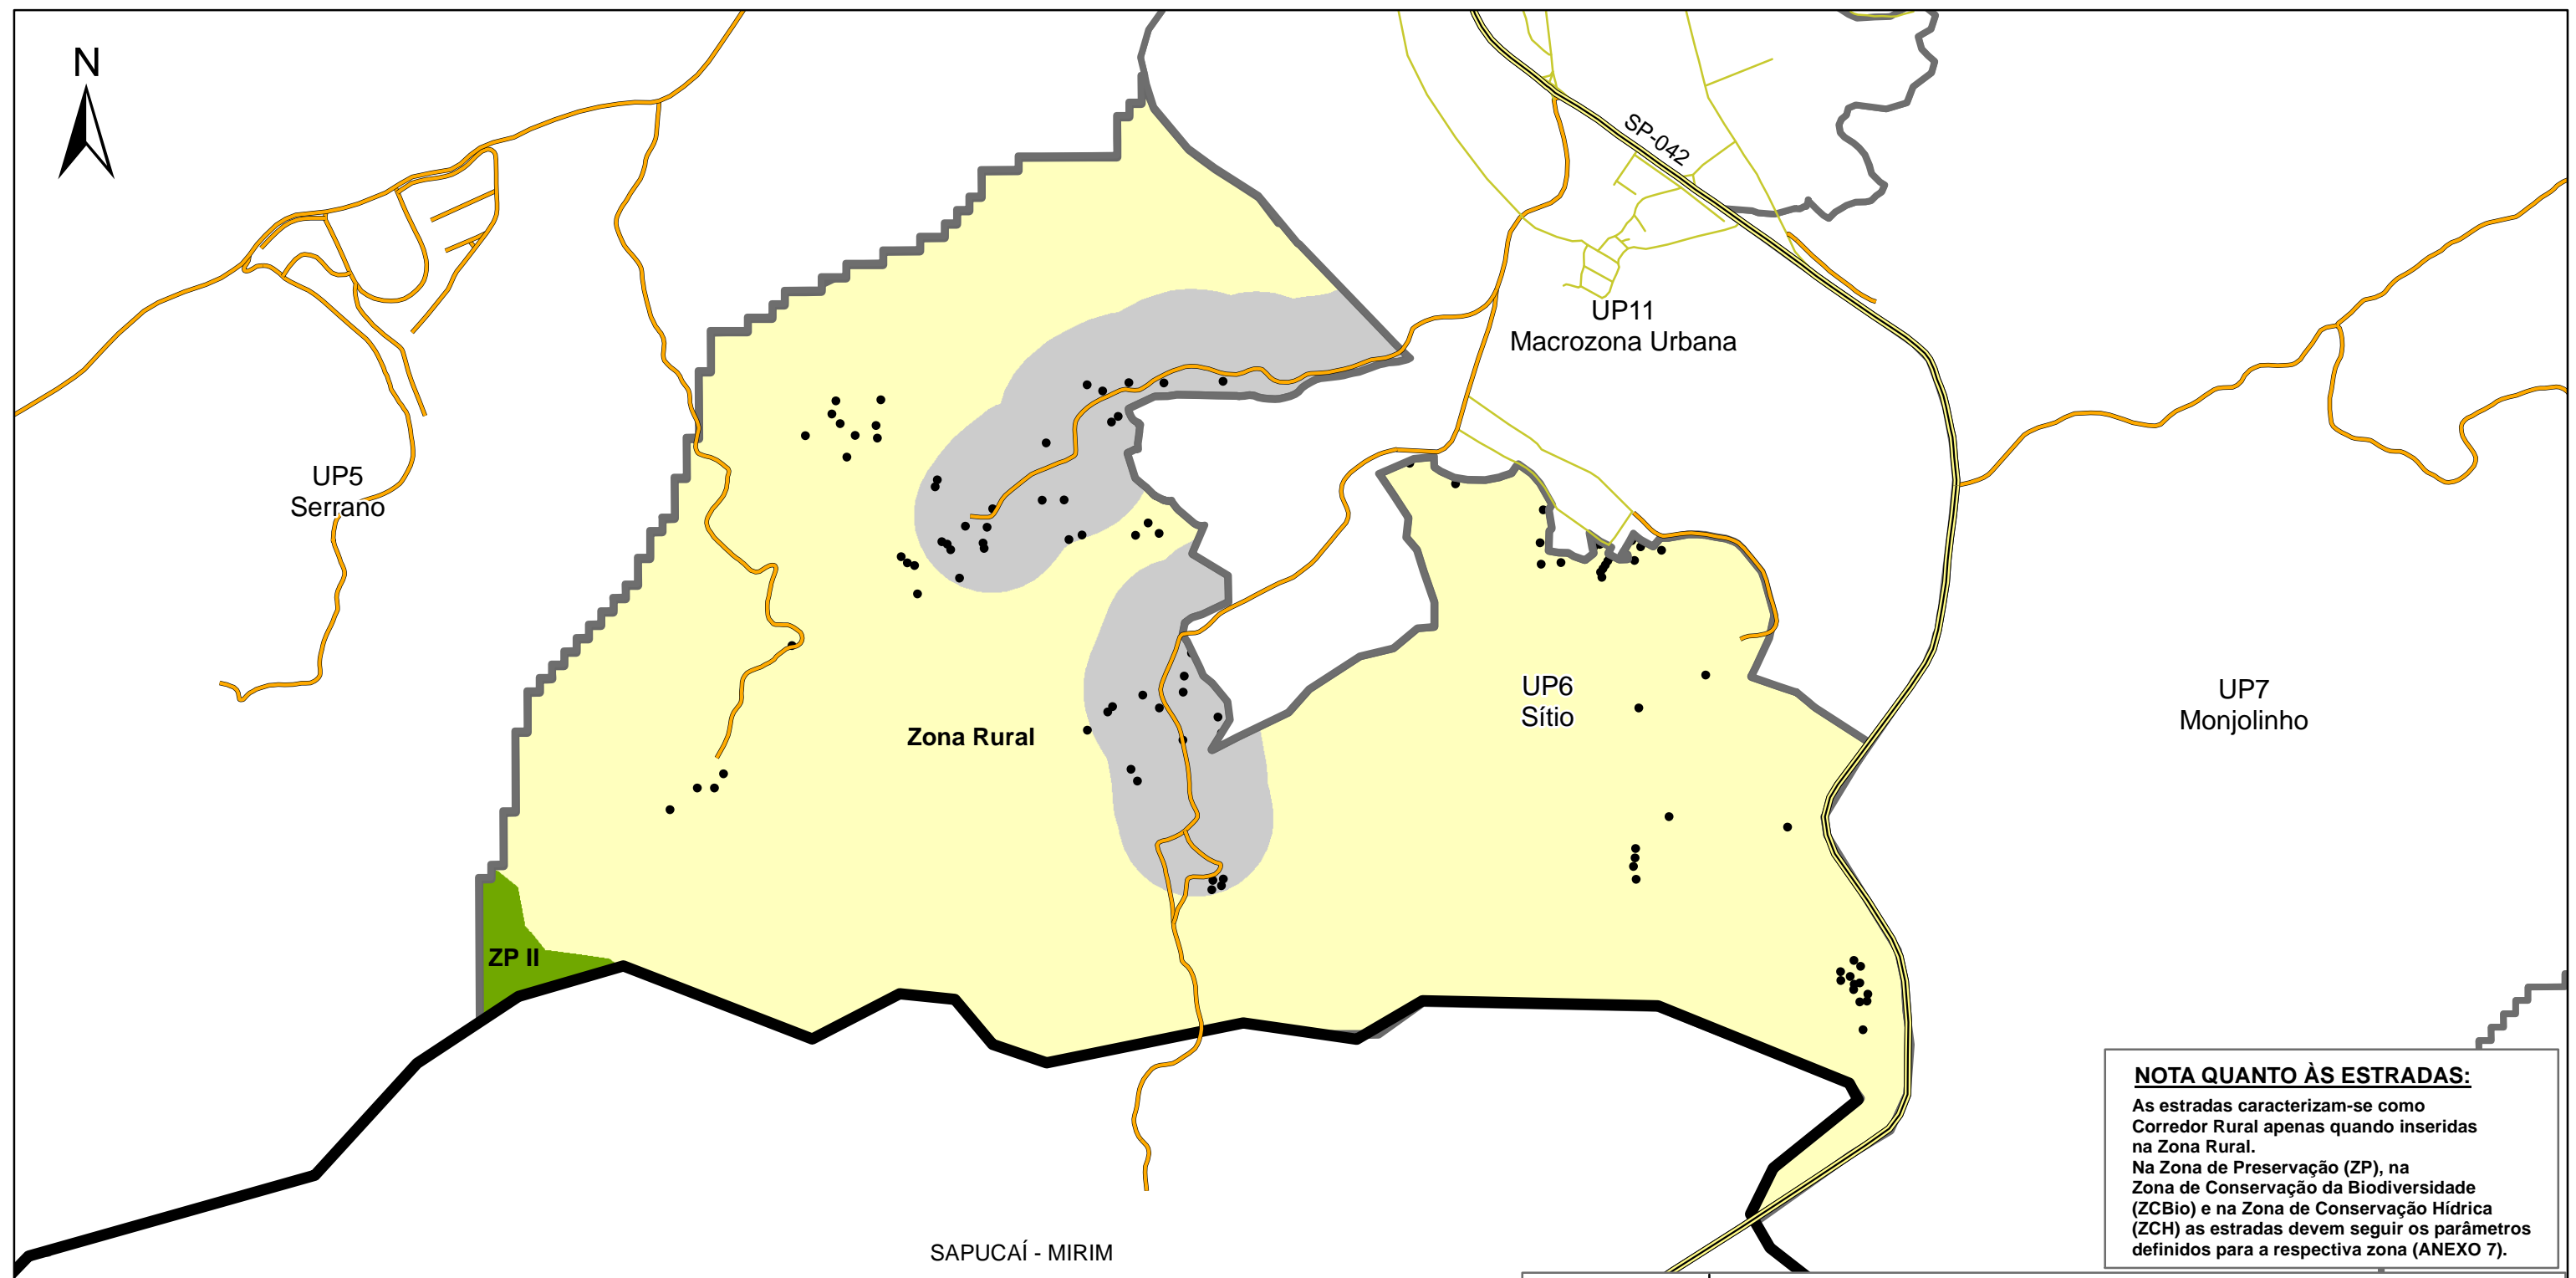 N
SP-042
UP11
Macrozona Urbana
UP5
Serrano
UP6
Sítio
UP7
Monjolinho
Zona Rural
ZP II
SAPUCAÍ - MIRIM
NOTA QUANTO ÀS ESTRADAS:
As estradas caracterizam-se como
Corredor Rural apenas quando inseridas
na Zona Rural.
Na Zona de Preservação (ZP), na
Zona de Conservação da Biodiversidade
(ZCBio) e na Zona de Conservação Hídrica
(ZCH) as estradas devem seguir os parâmetros
definidos para a respectiva zona (ANEXO 7).